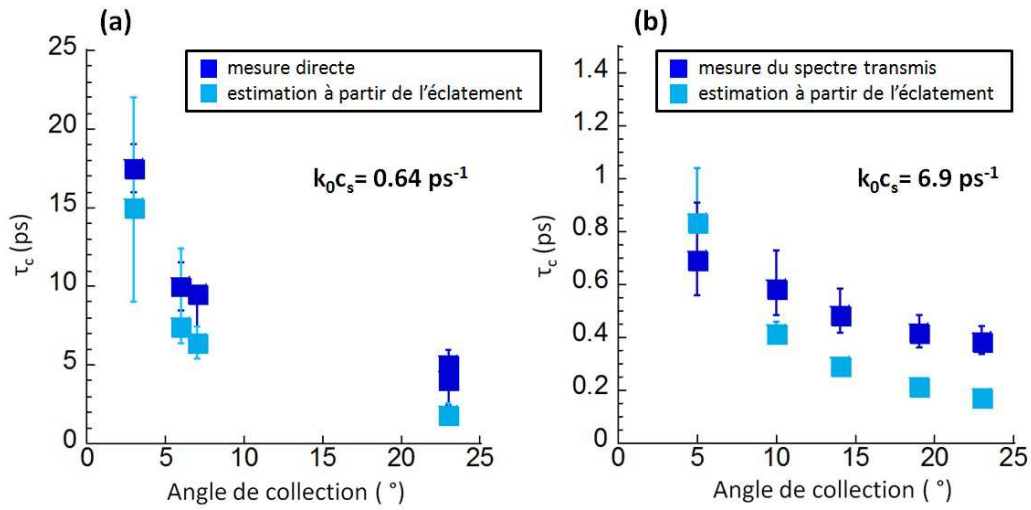 (a)
mesure directe
estimation à partir de l'éclatement
k₀cₛ= 0.64 ps⁻¹
25
20
15
10
5
0
τ_c (ps)
0 5 10 15 20 25
Angle de collection ( °)
(b)
mesure du spectre transmis
estimation à partir de l'éclatement
k₀cₛ= 6.9 ps⁻¹
1.4
1.2
1
0.8
0.6
0.4
0.2
0
τ_c (ps)
0 5 10 15 20 25
Angle de collection ( °)